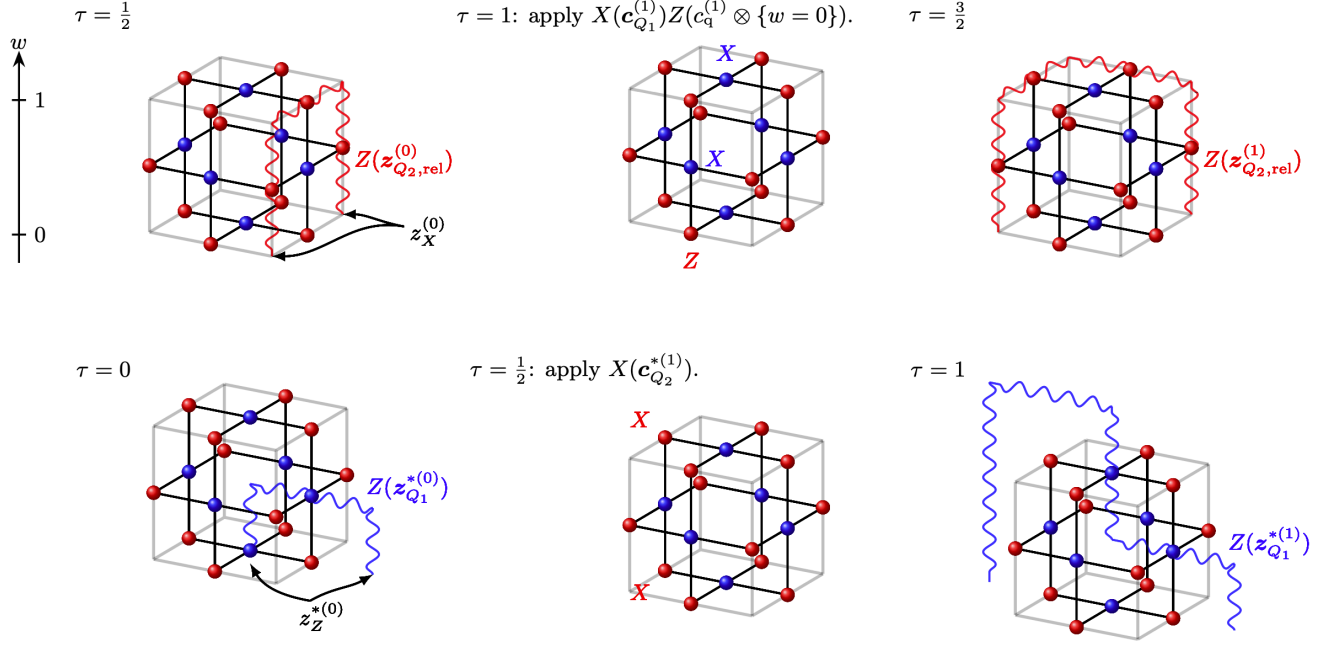 τ = 1/2
τ = 1: apply X(c_{Q_1}^{(1)})Z(c_q^{(1)} ⊗ {w = 0}).
τ = 3/2
w
1
0
Z(z_{Q_2,rel}^{(0)})
z_X^{(0)}
X
X
Z
Z(z_{Q_2,rel}^{(1)})
τ = 0
τ = 1/2: apply X(c_{Q_2}^{*(1)}).
τ = 1
Z(z_{Q_1}^{*(0)})
z_Z^{*(0)}
X
X
Z(z_{Q_1}^{*(1)})